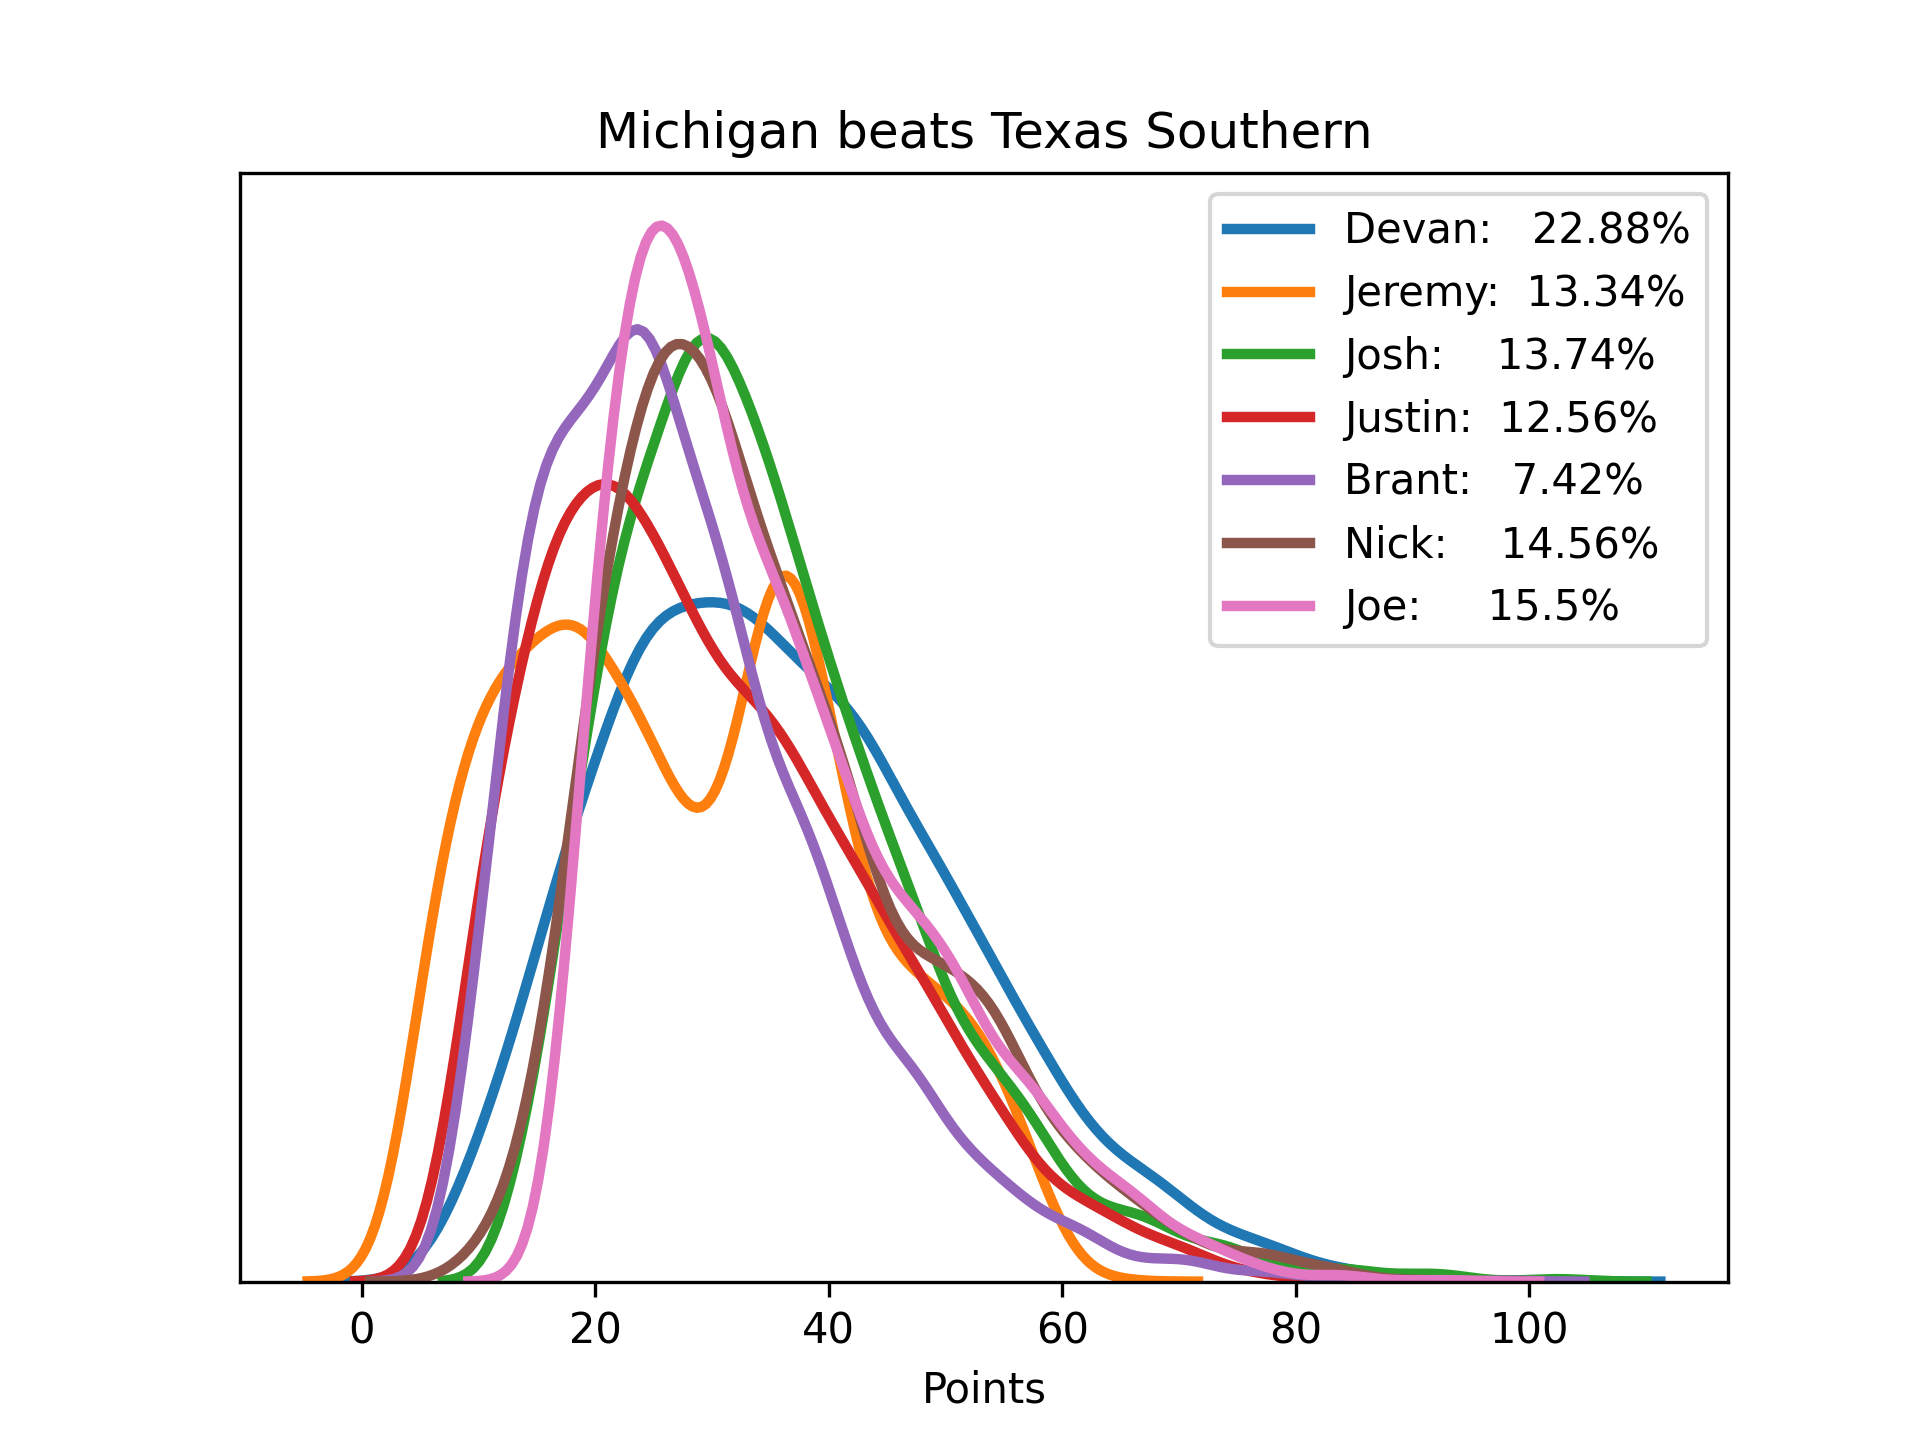 Michigan beats Texas Southern
Devan: 22.88%
Jeremy: 13.34%
Josh: 13.74%
Justin: 12.56%
Brant: 7.42%
Nick: 14.56%
Joe: 15.5%
0 20 40 60 80 100
Points